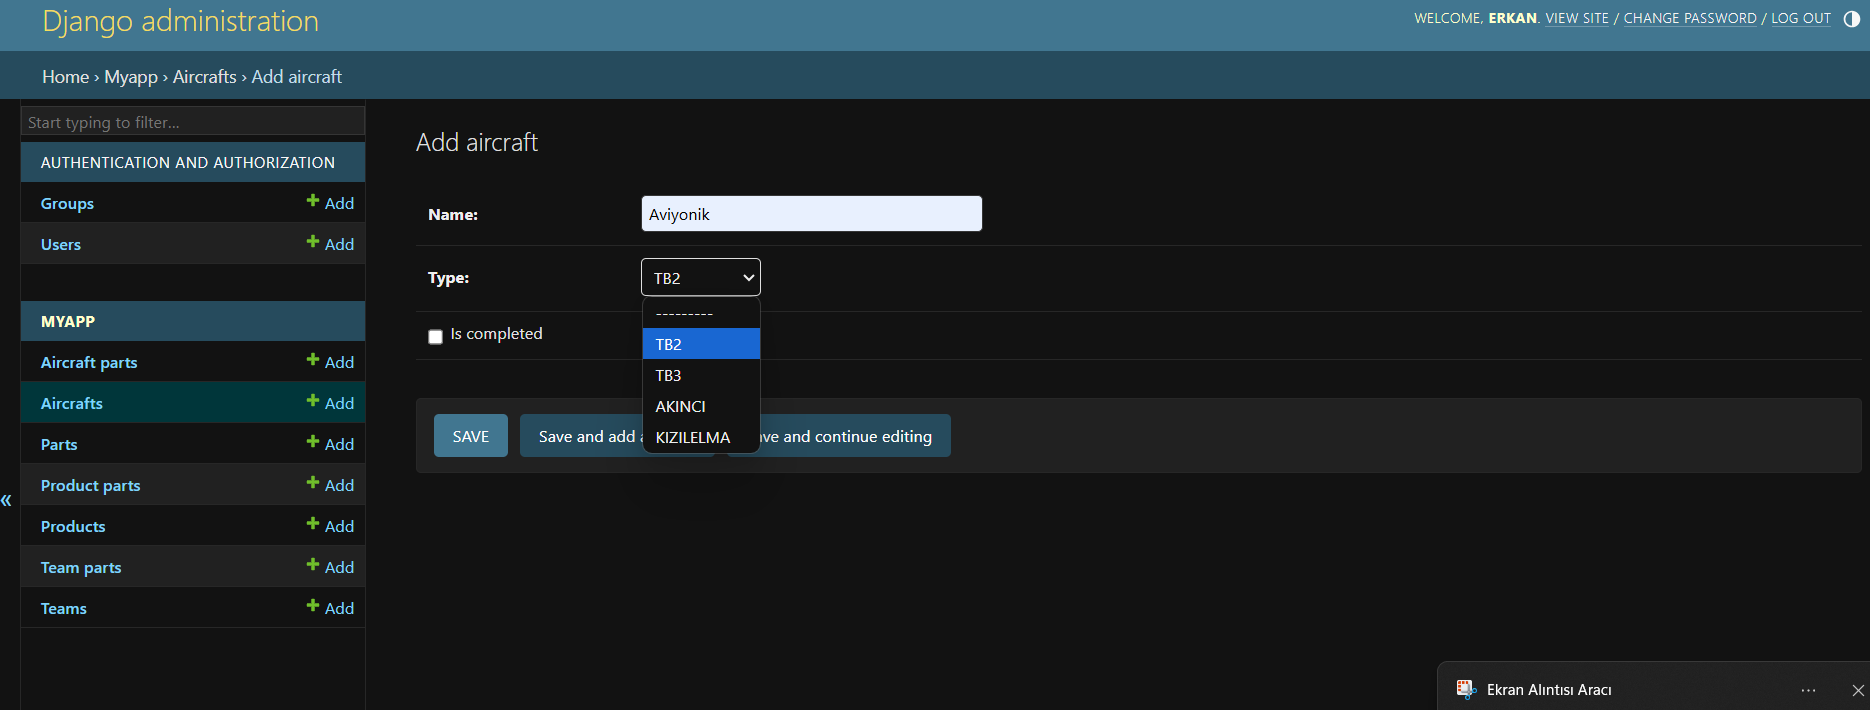 Django administration
WELCOME, ERKAN. VIEW SITE / CHANGE PASSWORD / LOG OUT
Home › Myapp › Aircrafts › Add aircraft
Start typing to filter...
AUTHENTICATION AND AUTHORIZATION
Groups + Add
Users + Add
MYAPP
Aircraft parts + Add
Aircrafts + Add
Parts + Add
Product parts + Add
Products + Add
Team parts + Add
Teams + Add
«
Add aircraft
Name: Aviyonik
Type: TB2
---------
TB2
TB3
AKINCI
KIZILELMA
Is completed
SAVE
Save and add
ve and continue editing
Ekran Alıntısı Aracı